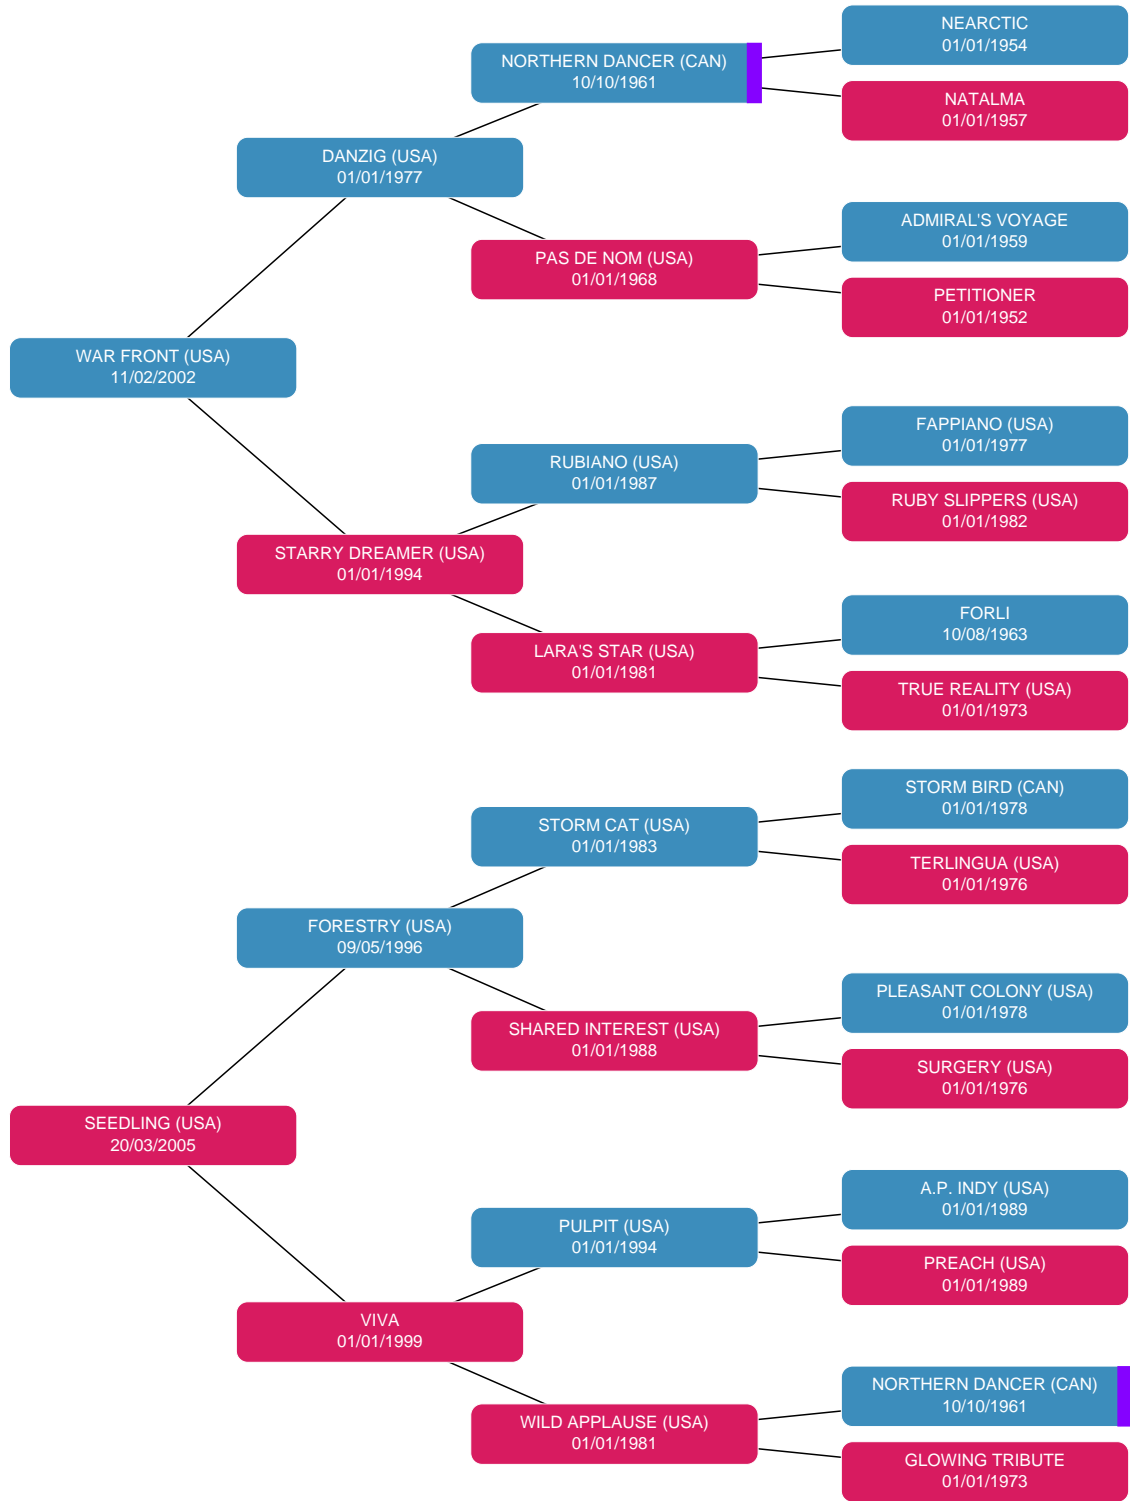 NEARCTIC
01/01/1954
NORTHERN DANCER (CAN)
10/10/1961
NATALMA
01/01/1957
DANZIG (USA)
01/01/1977
ADMIRAL'S VOYAGE
01/01/1959
PAS DE NOM (USA)
01/01/1968
PETITIONER
01/01/1952
WAR FRONT (USA)
11/02/2002
FAPPIANO (USA)
01/01/1977
RUBIANO (USA)
01/01/1987
RUBY SLIPPERS (USA)
01/01/1982
STARRY DREAMER (USA)
01/01/1994
FORLI
10/08/1963
LARA'S STAR (USA)
01/01/1981
TRUE REALITY (USA)
01/01/1973
STORM BIRD (CAN)
01/01/1978
STORM CAT (USA)
01/01/1983
TERLINGUA (USA)
01/01/1976
FORESTRY (USA)
09/05/1996
PLEASANT COLONY (USA)
01/01/1978
SHARED INTEREST (USA)
01/01/1988
SURGERY (USA)
01/01/1976
SEEDLING (USA)
20/03/2005
A.P. INDY (USA)
01/01/1989
PULPIT (USA)
01/01/1994
PREACH (USA)
01/01/1989
VIVA
01/01/1999
NORTHERN DANCER (CAN)
10/10/1961
WILD APPLAUSE (USA)
01/01/1981
GLOWING TRIBUTE
01/01/1973